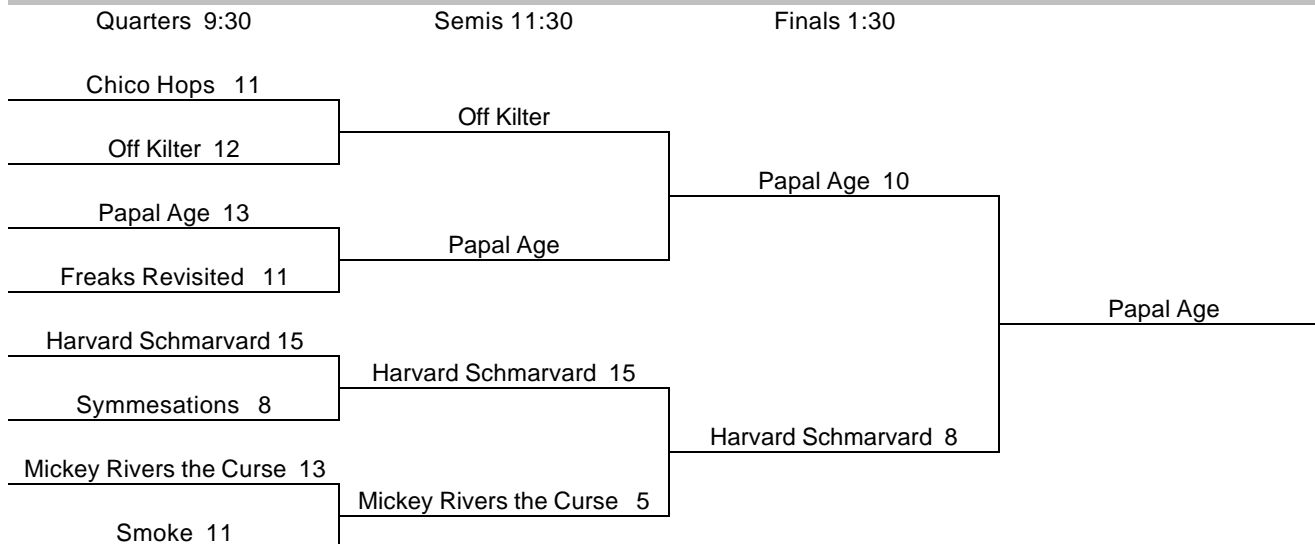 Quarters 9:30 Semis 11:30 Finals 1:30
Chico Hops 11
Off Kilter
Off Kilter 12
Papal Age 10
Papal Age 13
Papal Age
Freaks Revisited 11
Papal Age
Harvard Schmarvard 15
Harvard Schmarvard 15
Symmesations 8
Harvard Schmarvard 8
Mickey Rivers the Curse 13
Mickey Rivers the Curse 5
Smoke 11